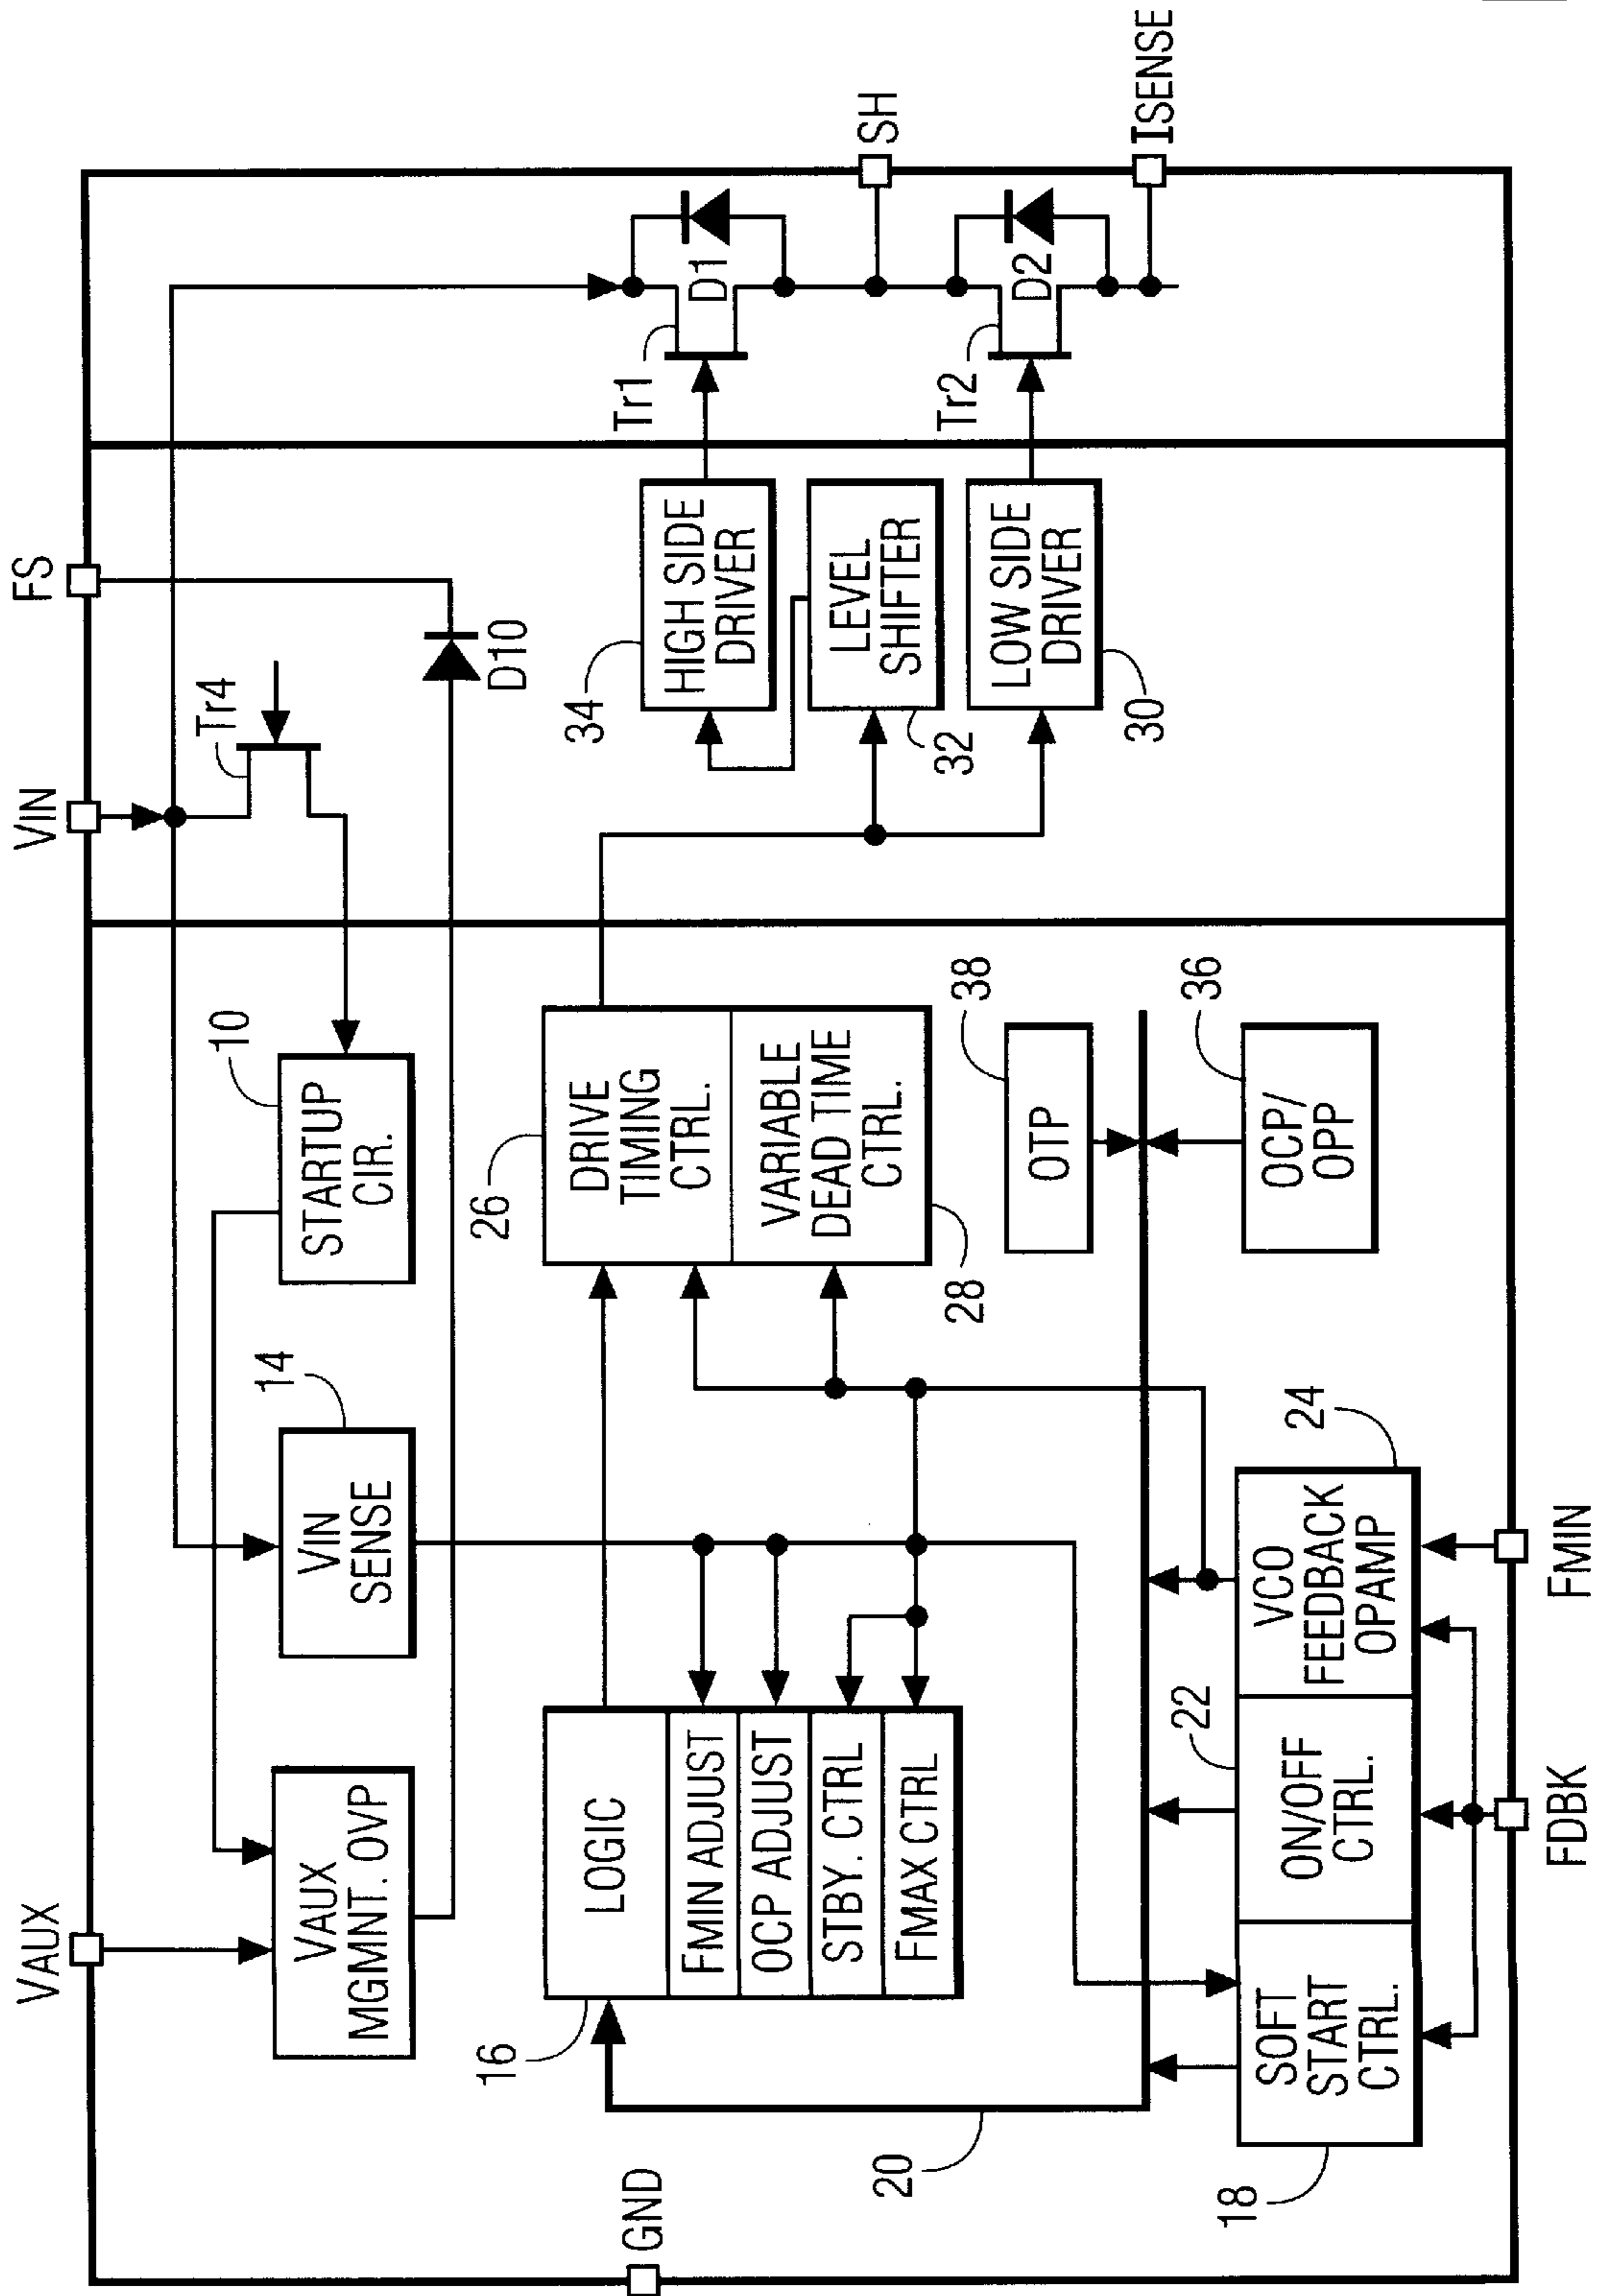 VAUX
VIN
FS
GND
VAUX
MGMNT. OVP
VIN
SENSE
14
STARTUP
CIR.
10
Tr4
D10
16
LOGIC
FMIN ADJUST
OCP ADJUST
STBY. CTRL
FMAX CTRL
26
DRIVE
TIMING
CTRL.
VARIABLE
DEAD TIME
CTRL.
28
34
HIGH SIDE
DRIVER
LEVEL
SHIFTER
32
LOW SIDE
DRIVER
30
Tr1
D1
SH
Tr2
D2
ISENSE
20
OTP
38
OCP/
OPP
36
18
SOFT
START
CTRL.
22
ON/OFF
CTRL.
24
VCO
FEEDBACK
OPAMP
FDBK
FMIN